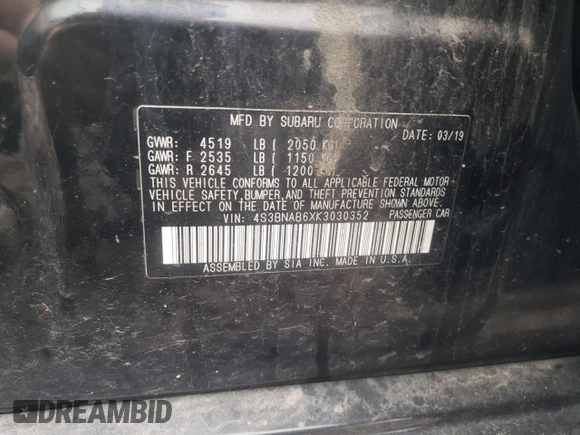 MFD BY SUBARU CORPORATION
DATE: 03/19
GVWR: 4519 LB ( 2050 KG)
GAWR: F 2535 LB ( 1150 KG)
GAWR: R 2645 LB ( 1200 KG)
THIS VEHICLE CONFORMS TO ALL APPLICABLE FEDERAL MOTOR
VEHICLE SAFETY, BUMPER, AND THEFT PREVENTION STANDARDS
IN EFFECT ON THE DATE OF MANUFACTURE SHOWN ABOVE.
VIN: 4S3BNAB6XK3030352 PASSENGER CAR
ASSEMBLED BY SIA INC. MADE IN U.S.A.
DREAMBID